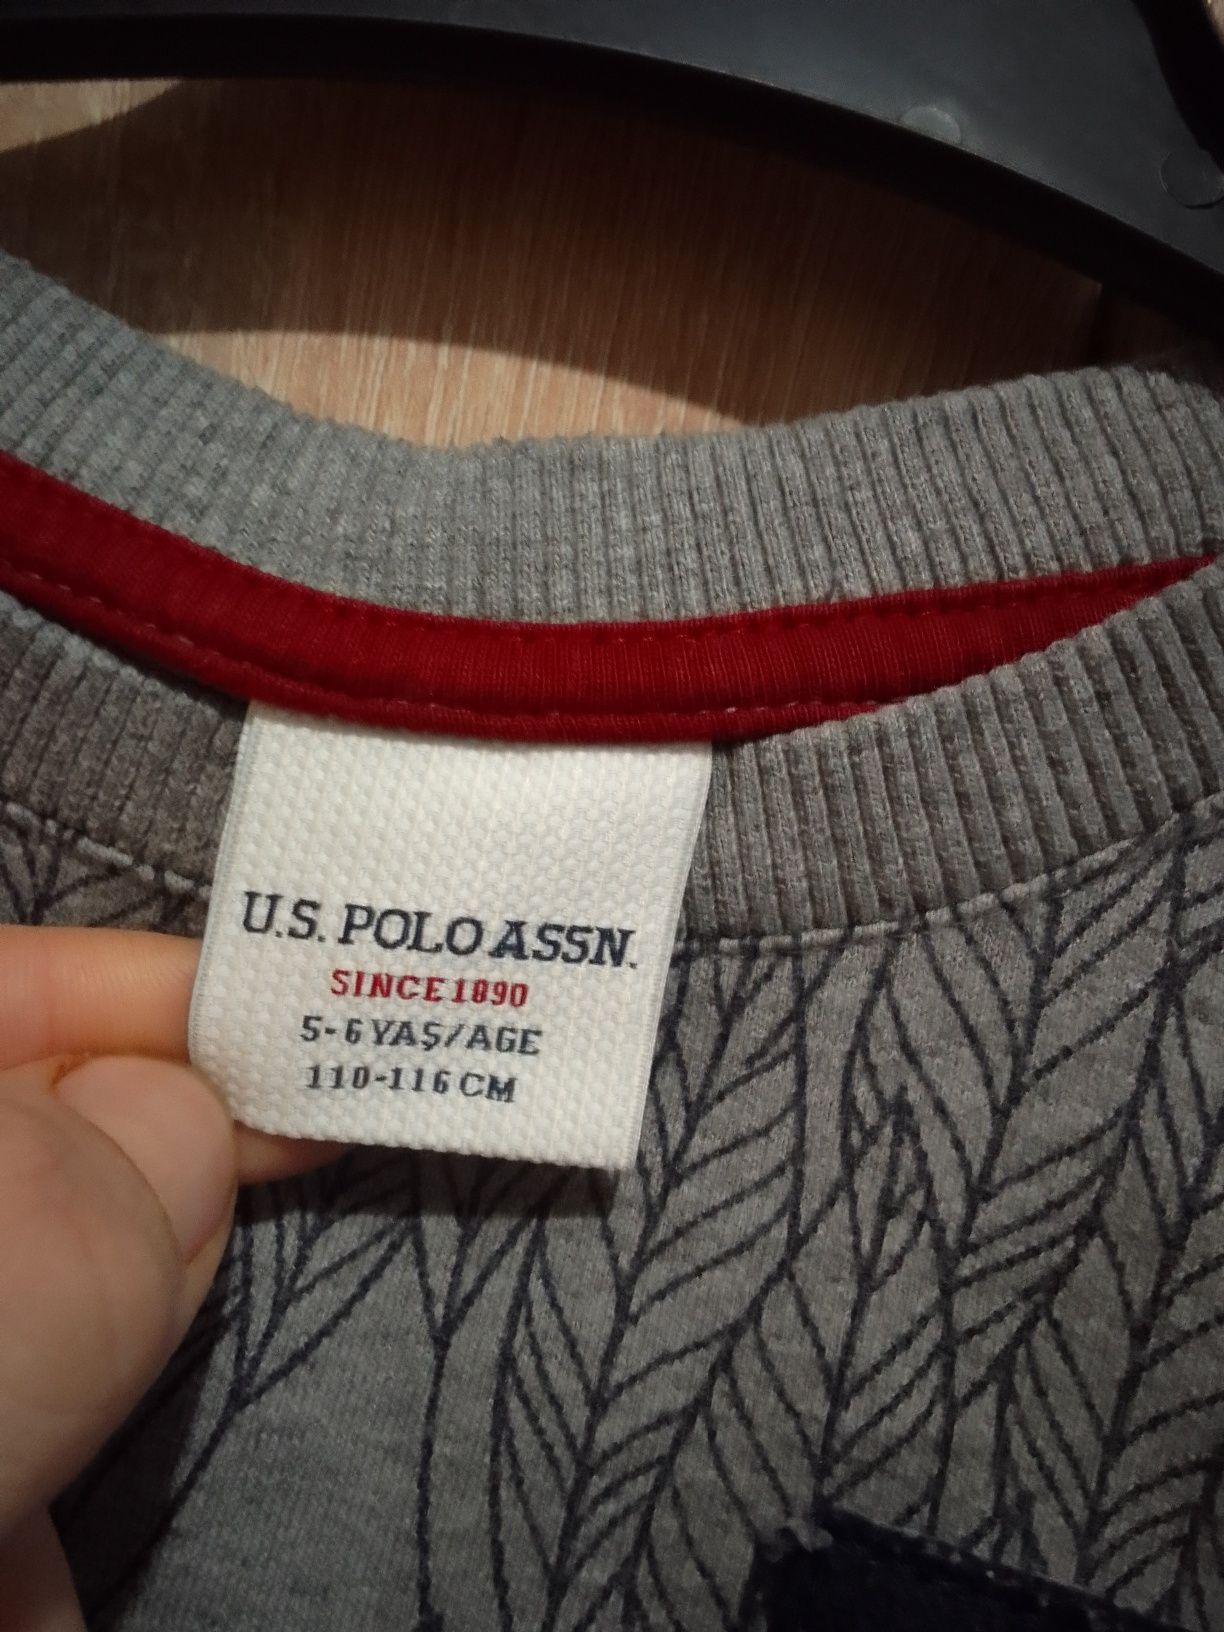 U.S. POLO ASSN.
SINCE 1890
5-6 YAŞ/AGE
110-116 CM